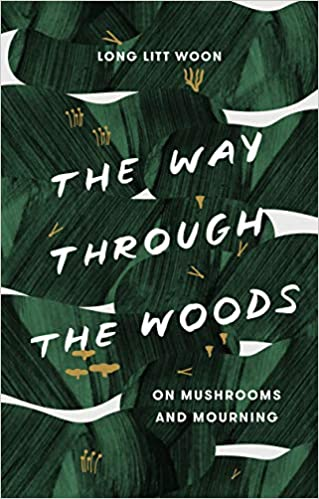 LONG LITT WOON
THE WAY
THROUGH
THE WOODS
ON MUSHROOMS
AND MOURNING